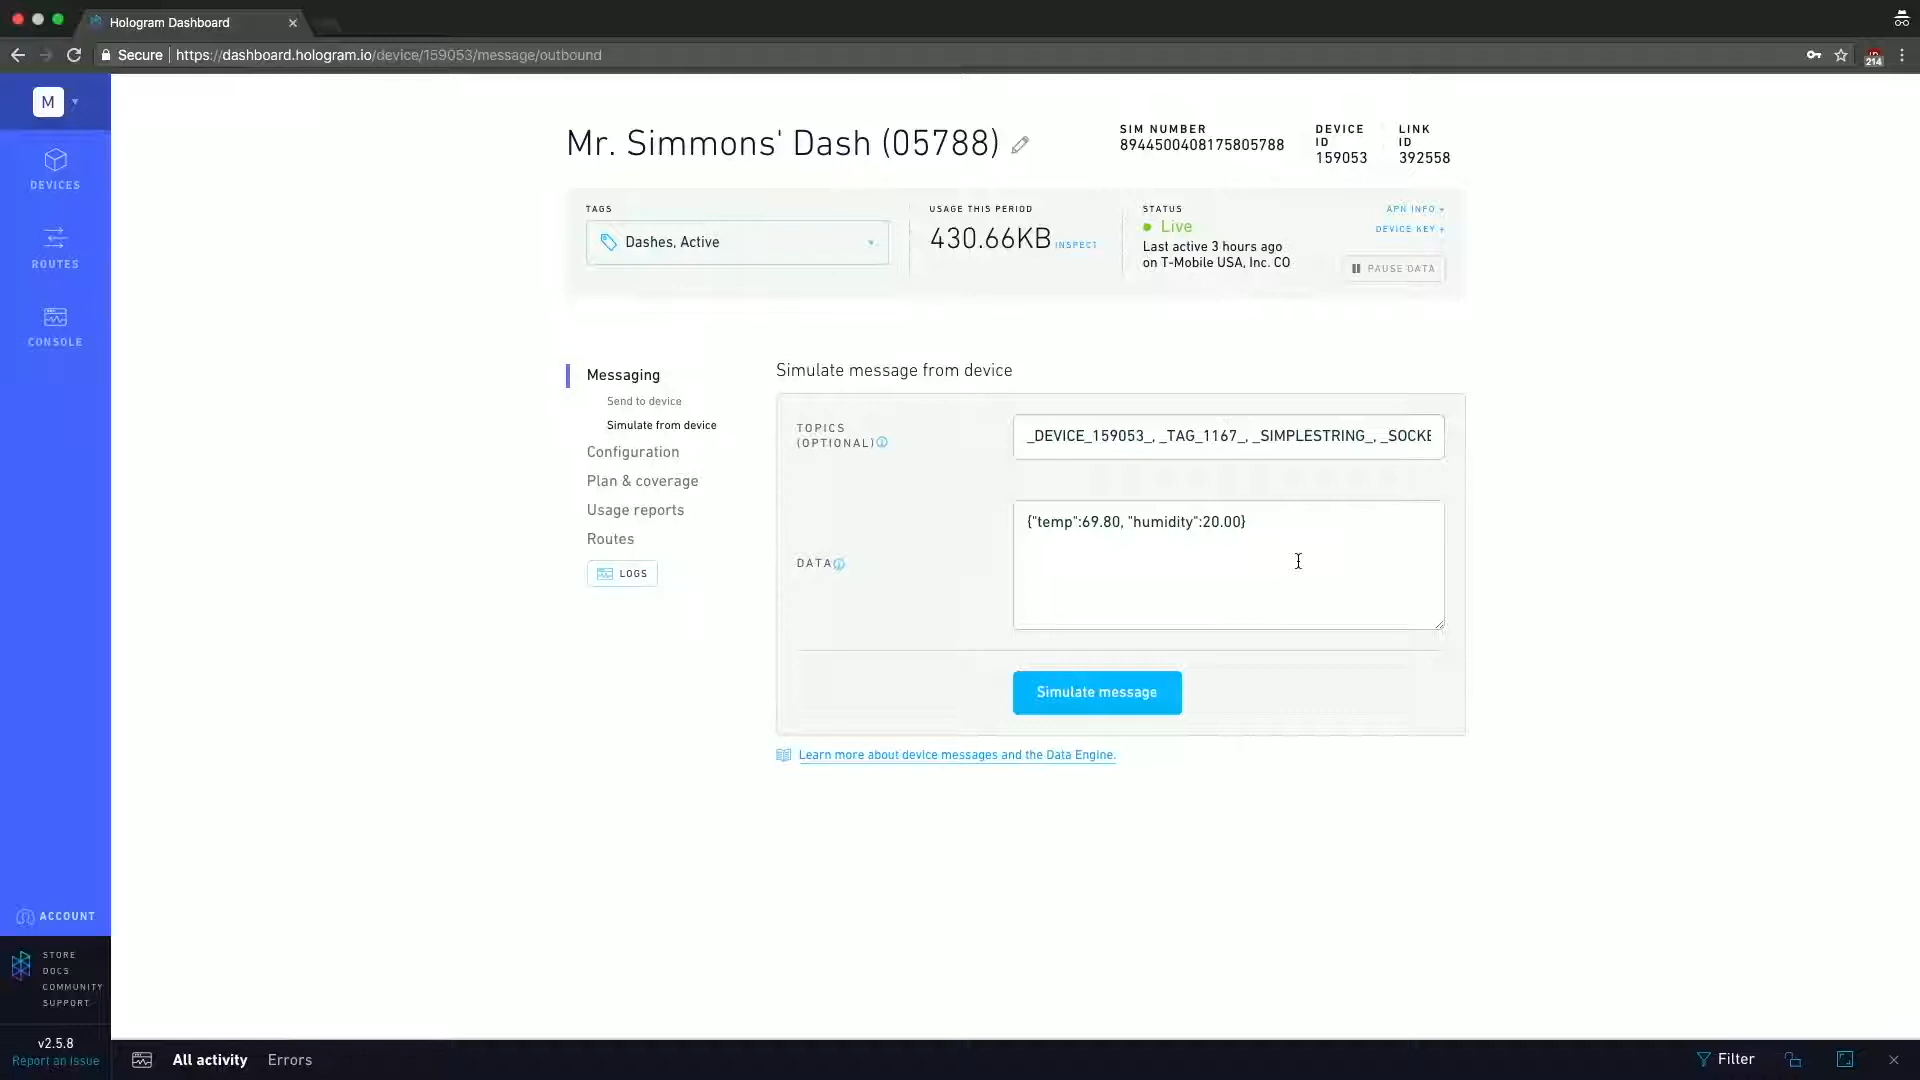 Hologram Dashboard
Secure https://dashboard.hologram.io/device/159053/message/outbound
214
M
DEVICES
ROUTES
CONSOLE
ACCOUNT
STORE
DOCS
COMMUNITY
SUPPORT
v2.5.8
Report an Issue
Mr. Simmons' Dash (05788)
SIM NUMBER
8944500408175805788
DEVICE
ID
159053
LINK
ID
392558
TAGS
Dashes, Active
USAGE THIS PERIOD
430.66KB INSPECT
STATUS
Live
Last active 3 hours ago
on T-Mobile USA, Inc. CO
APN INFO
DEVICE KEY
PAUSE DATA
Messaging
Send to device
Simulate from device
Configuration
Plan & coverage
Usage reports
Routes
LOGS
Simulate message from device
TOPICS
(OPTIONAL)
_DEVICE_159053_, _TAG_1167_, _SIMPLESTRING_, _SOCKE
DATA
{"temp":69.80, "humidity":20.00}
Simulate message
Learn more about device messages and the Data Engine.
All activity Errors
Filter